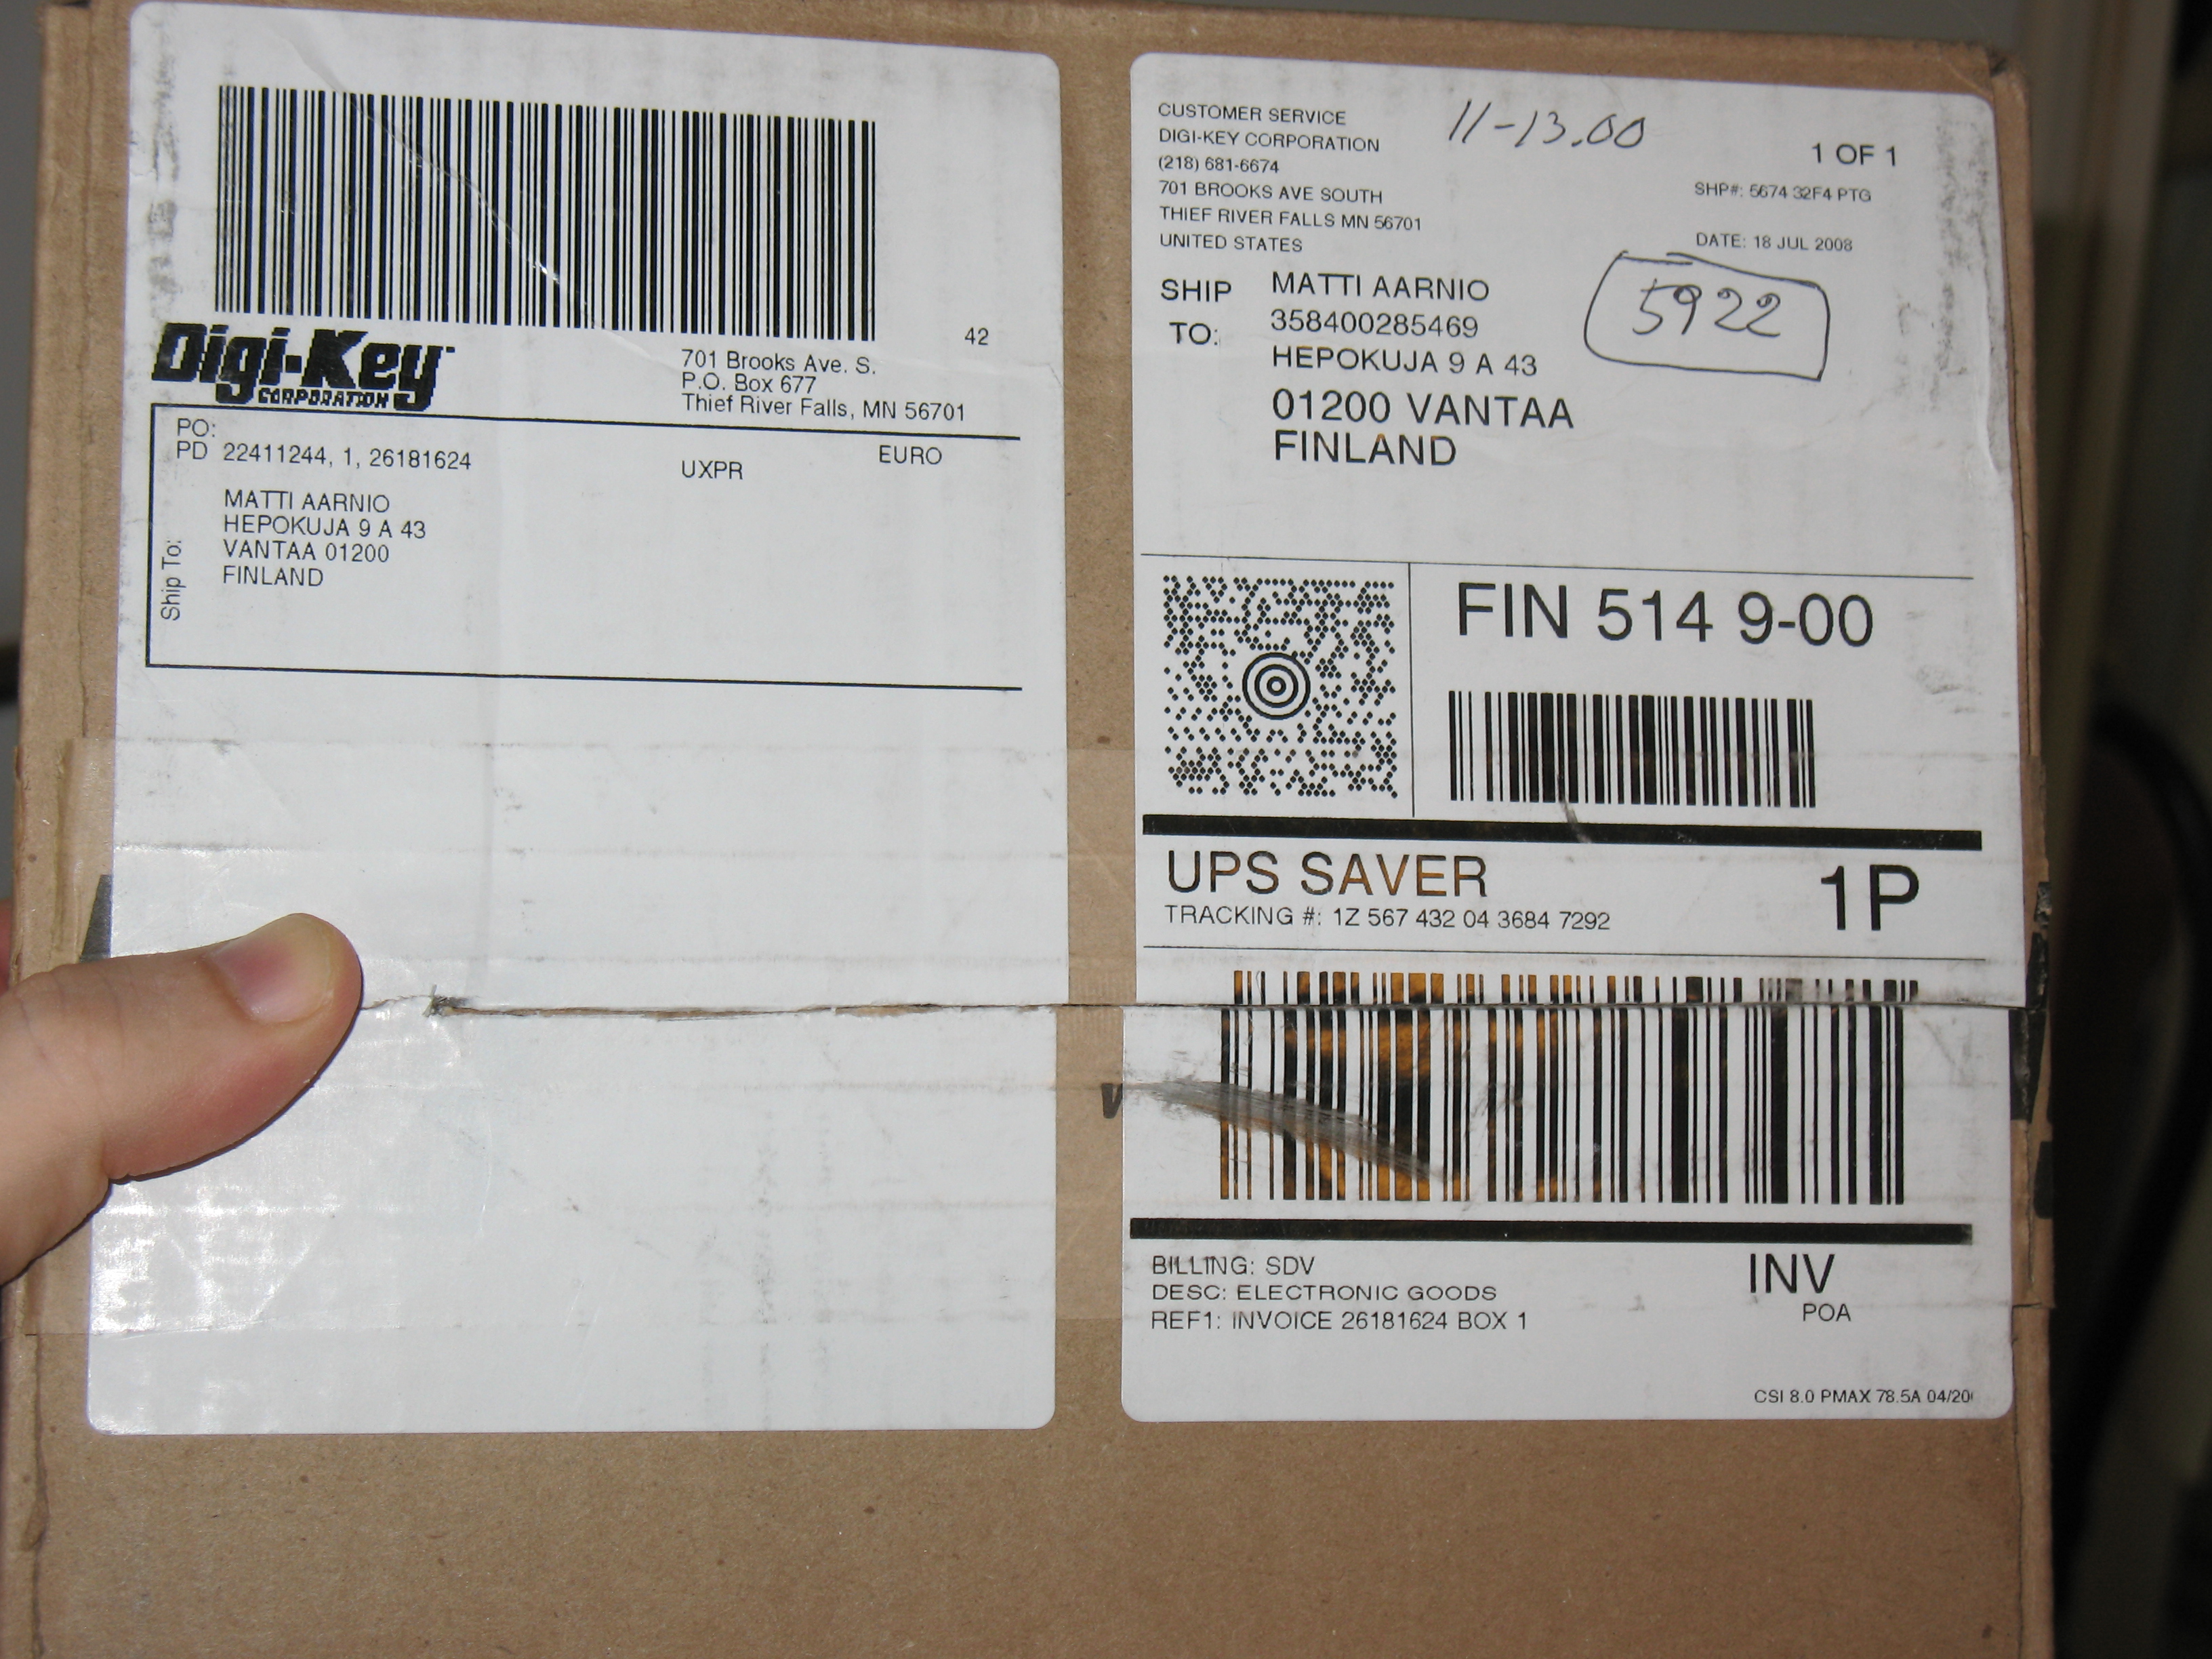 42
Digi-Key
CORPORATION
701 Brooks Ave. S.
P.O. Box 677
Thief River Falls, MN 56701
PO:
PD 22411244, 1, 26181624
UXPR
EURO
Ship To:
MATTI AARNIO
HEPOKUJA 9 A 43
VANTAA 01200
FINLAND
CUSTOMER SERVICE
DIGI-KEY CORPORATION
(218) 681-6674
701 BROOKS AVE SOUTH
THIEF RIVER FALLS MN 56701
UNITED STATES
11-13.00
1 OF 1
SHP#: 5674 32F4 PTG
DATE: 18 JUL 2008
SHIP TO:
MATTI AARNIO
358400285469
HEPOKUJA 9 A 43
01200 VANTAA
FINLAND
5922
FIN 514 9-00
UPS SAVER
TRACKING #: 1Z 567 432 04 3684 7292
1P
BILLING: SDV
DESC: ELECTRONIC GOODS
REF1: INVOICE 26181624 BOX 1
INV
POA
CSI 8.0 PMAX 78.5A 04/20